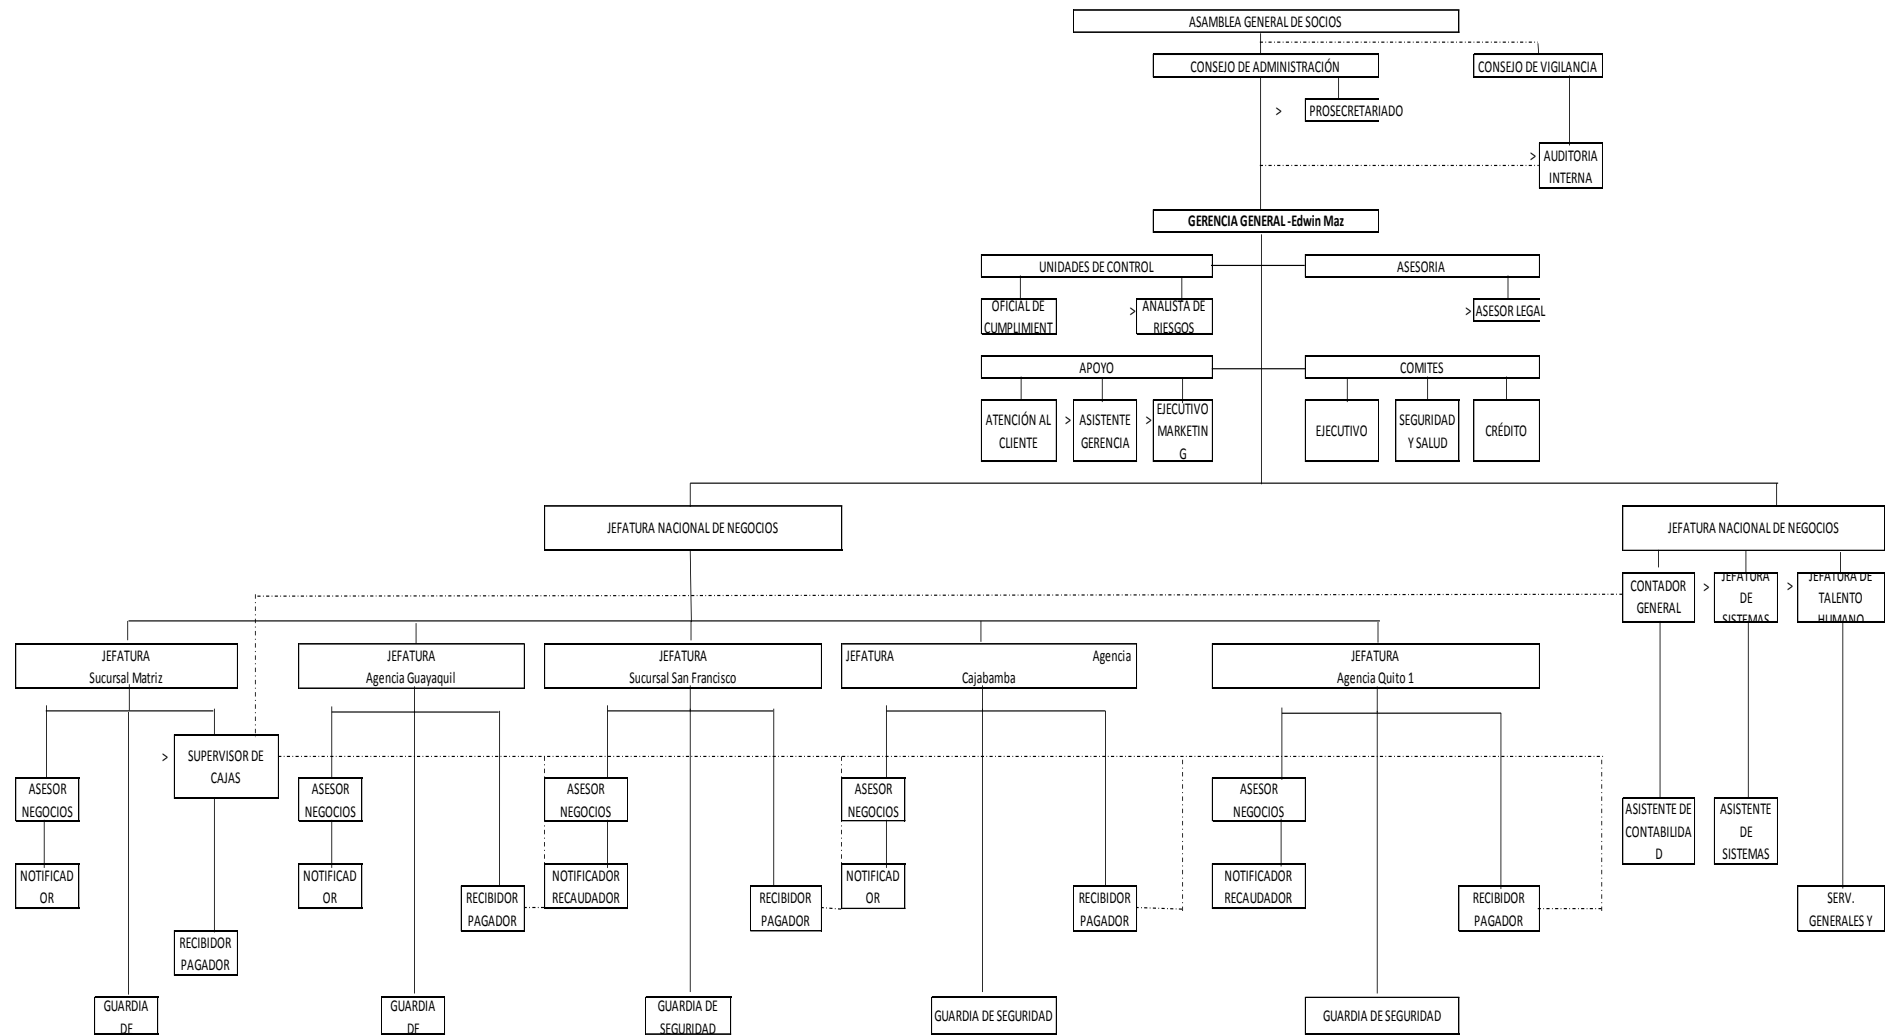 ASAMBLEA GENERAL DE SOCIOS
CONSEJO DE ADMINISTRACIÓN
CONSEJO DE VIGILANCIA
>
PROSECRETARIADO
>
AUDITORIA
INTERNA
GERENCIA GENERAL -Edwin Maz
UNIDADES DE CONTROL
ASESORIA
OFICIAL DE
CUMPLIMIENT
>
ANALISTA DE
RIESGOS
>
ASESOR LEGAL
APOYO
COMITES
ATENCIÓN AL
CLIENTE
>
ASISTENTE
GERENCIA
>
EJECUTIVO
MARKETIN
G
EJECUTIVO
SEGURIDAD
Y SALUD
CRÉDITO
JEFATURA NACIONAL DE NEGOCIOS
JEFATURA NACIONAL DE NEGOCIOS
CONTADOR
GENERAL
>
JEFATURA
DE
SISTEMAS
>
JEFATURA DE
TALENTO
HUMANO
JEFATURA
Sucursal Matriz
JEFATURA
Agencia Guayaquil
JEFATURA
Sucursal San Francisco
JEFATURA Agencia
Cajabamba
JEFATURA
Agencia Quito 1
>
SUPERVISOR DE
CAJAS
ASESOR
NEGOCIOS
ASESOR
NEGOCIOS
ASESOR
NEGOCIOS
ASESOR
NEGOCIOS
ASESOR
NEGOCIOS
ASISTENTE DE
CONTABILIDA
D
ASISTENTE
DE
SISTEMAS
NOTIFICAD
OR
NOTIFICAD
OR
RECIBIDOR
PAGADOR
NOTIFICADOR
RECAUDADOR
RECIBIDOR
PAGADOR
NOTIFICAD
OR
RECIBIDOR
PAGADOR
NOTIFICADOR
RECAUDADOR
RECIBIDOR
PAGADOR
SERV.
GENERALES Y
RECIBIDOR
PAGADOR
GUARDIA
DE
GUARDIA
DE
GUARDIA DE
SEGURIDAD
GUARDIA DE SEGURIDAD
GUARDIA DE SEGURIDAD